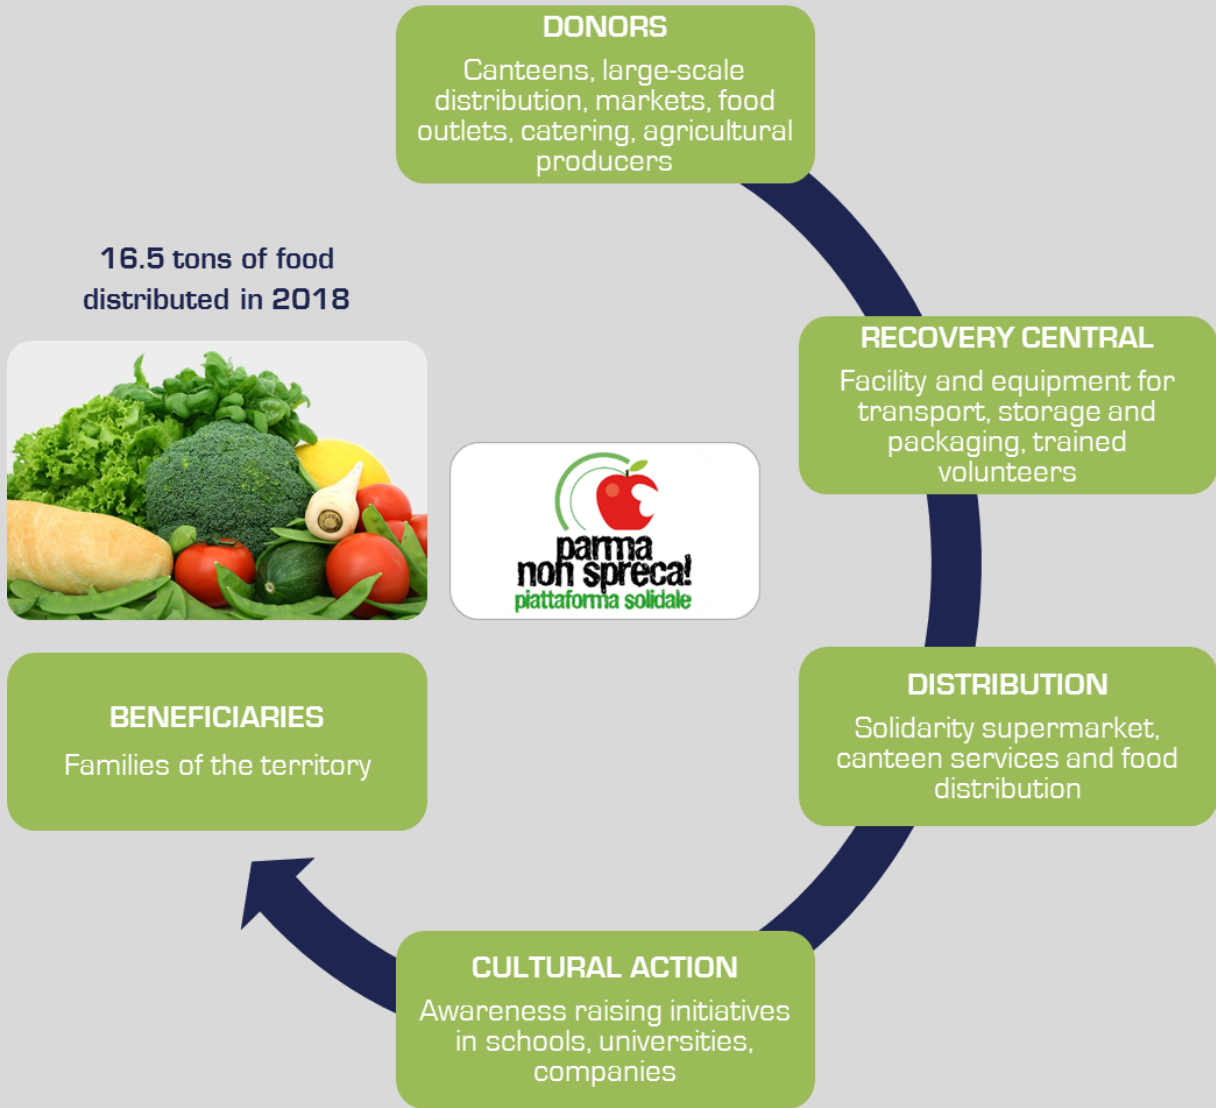 DONORS
Canteens, large-scale
distribution, markets, food
outlets, catering, agricultural
producers
16.5 tons of food
distributed in 2018
RECOVERY CENTRAL
Facility and equipment for
transport, storage and
packaging, trained
volunteers
parma
non spreca!
piattaforma solidale
DISTRIBUTION
Solidarity supermarket,
canteen services and food
distribution
BENEFICIARIES
Families of the territory
CULTURAL ACTION
Awareness raising initiatives
in schools, universities,
companies